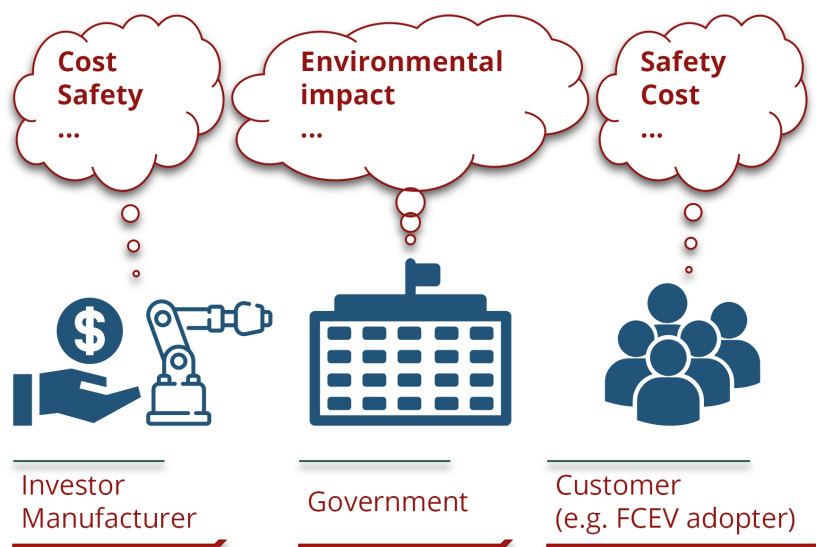 Cost
Safety
...
Environmental
impact
...
Safety
Cost
...
$
Investor
Manufacturer
Government
Customer
(e.g. FCEV adopter)